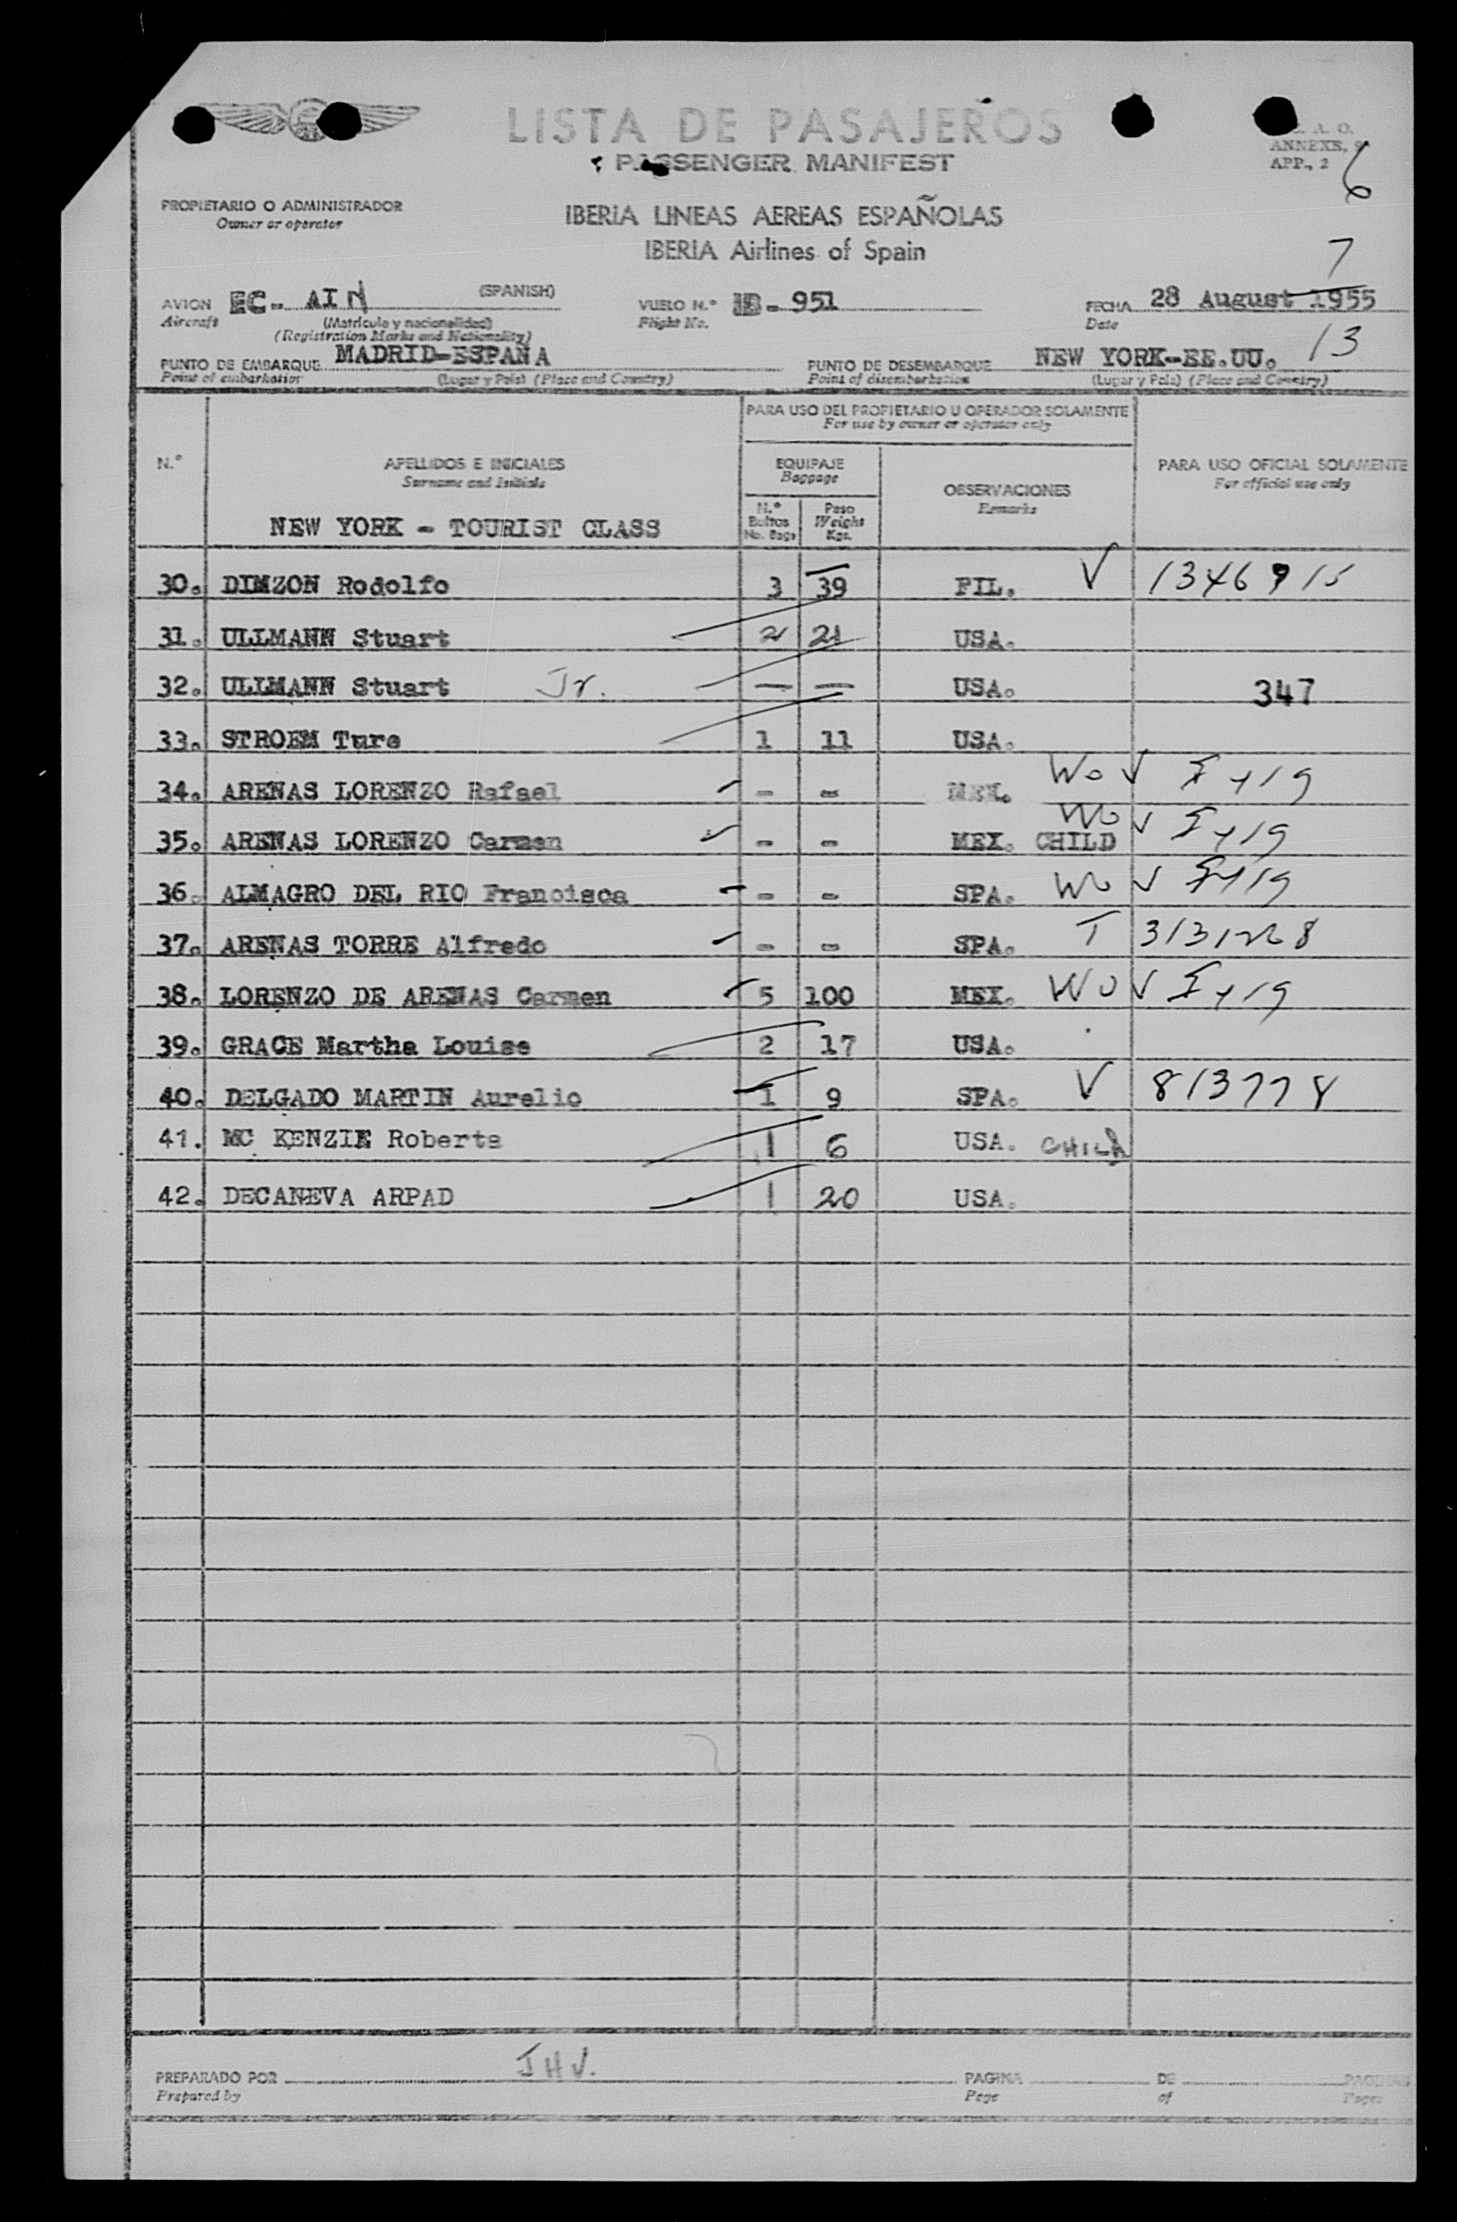 LISTA DE PASAJEROS
PASSENGER MANIFEST
A. O.
ANNEXE, 9
APP., 2
6
PROPIETARIO O ADMINISTRADOR
Owner or operator
IBERIA LINEAS AEREAS ESPAÑOLAS
IBERIA Airlines of Spain
7
AVION EC- AIN (SPANISH) VUELO N.° IB- 951 FECHA 28 August 1955
Aircraft (Matrícula y nacionalidad) Flight No. Date
(Registration Marks and Nationality)
13
PUNTO DE EMBARQUE MADRID-ESPAÑA PUNTO DE DESEMBARQUE NEW YORK-EE.UU.
Point of embarkation (Lugar y País) (Place and Country) Point of disembarkation (Lugar y País) (Place and Country)
PARA USO DEL PROPIETARIO U OPERADOR SOLAMENTE
For use by owner or operator only
N.° APELLIDOS E INICIALES EQUIPAJE OBSERVACIONES PARA USO OFICIAL SOLAMENTE
Surname and Initials Baggage Remarks For official use only
N.° Bultos Peso
No. Bags Weight Kgs.
NEW YORK - TOURIST CLASS
30. DIMZON Rodolfo 3 39 FIL. V 1346915
31. ULLMANN Stuart 2 21 USA.
32. ULLMANN Stuart Jr. — — USA. 347
33. STROEM Ture 1 11 USA.
34. ARENAS LORENZO Rafael - - MEX.
35. ARENAS LORENZO Carmen - - MEX. CHILD
36. ALMAGRO DEL RIO Francisca - - SPA.
37. ARENAS TORRE Alfredo - - SPA. T
38. LORENZO DE ARENAS Carmen 5 100 MEX.
39. GRACE Martha Louise 2 17 USA.
40. DELGADO MARTIN Aurelio 1 9 SPA. V 813778
41. MC KENZIE Roberts 1 6 USA. CHILD
42. DECANEVA ARPAD 1 20 USA.
PREPARADO POR JHV. PAGINA DE PAGINAS
Prepared by Page of Pages